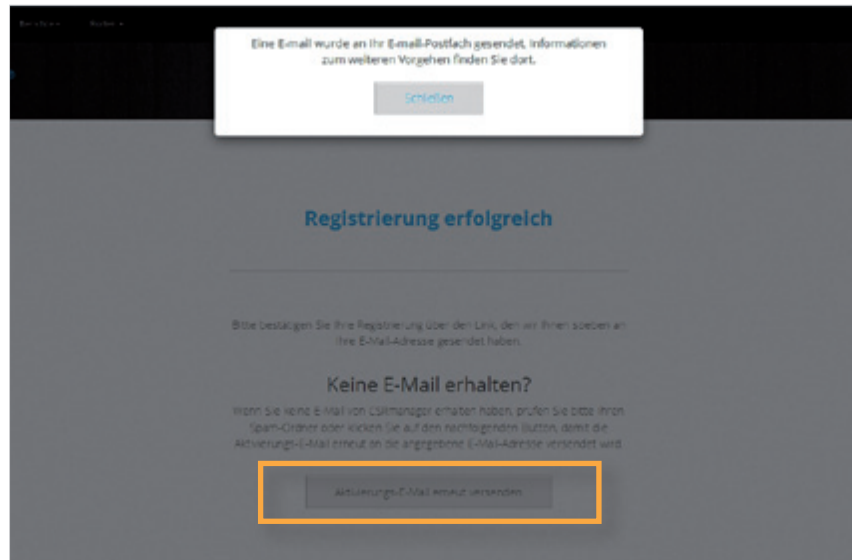 Eine E-mail wurde an Ihr E-mail-Postfach gesendet, Informationen
zum weiteren Vorgehen finden Sie dort.
Schließen
Registrierung erfolgreich
Bitte bestätigen Sie Ihre Registrierung über den Link, den wir Ihnen soeben an
Ihre E-Mail-Adresse gesendet haben.
Keine E-Mail erhalten?
Wenn Sie keine E-Mail von CSRmanager erhalten haben, prüfen Sie bitte Ihren
Spam-Ordner oder klicken Sie auf den nachfolgenden Button, damit die
Aktivierungs-E-Mail erneut an die angegebene E-Mail-Adresse versendet wird.
Aktivierungs-E-Mail erneut versenden